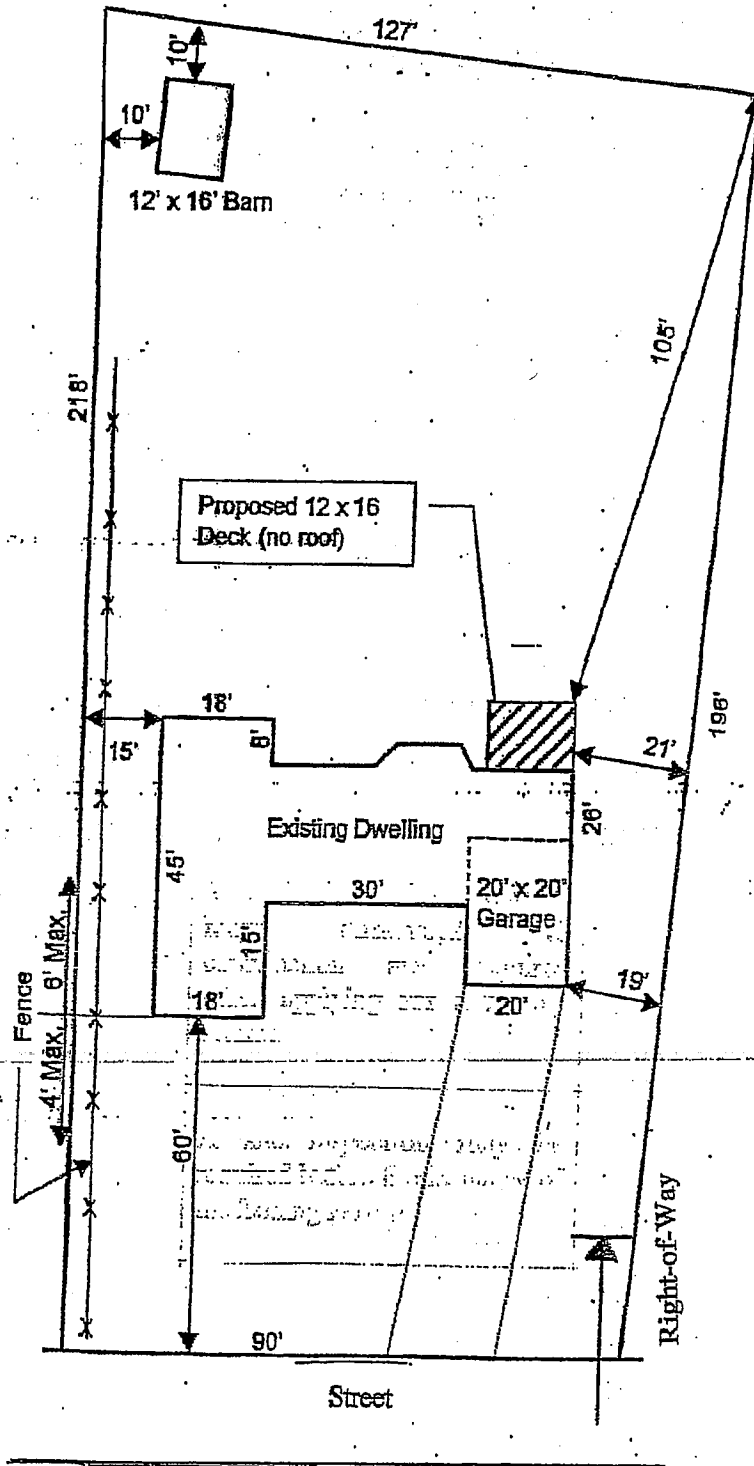 127'
10'
10'
12' x 16' Barn
218'
105'
Proposed 12 x 16
Deck (no roof)
196'
18'
8'
15'
21'
26'
Existing Dwelling
45'
30'
20' x 20'
Garage
15'
18'
20'
19'
Fence
4' Max.
6' Max.
applying
60'
Right-of-Way
90'
Street